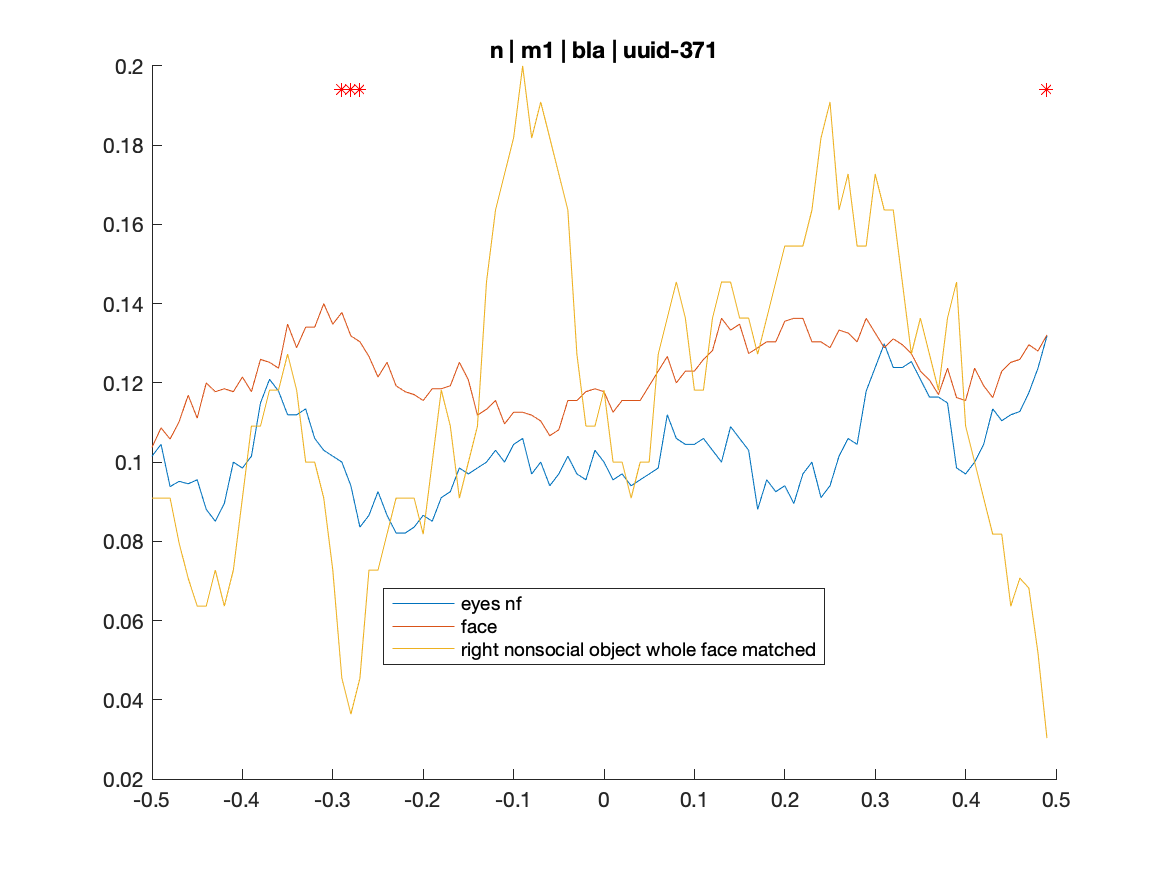 n | m1 | bla | uuid-371
0.2
0.18
0.16
0.14
0.12
0.1
0.08
0.06
0.04
0.02
eyes nf
face
right nonsocial object whole face matched
-0.5 -0.4 -0.3 -0.2 -0.1 0 0.1 0.2 0.3 0.4 0.5